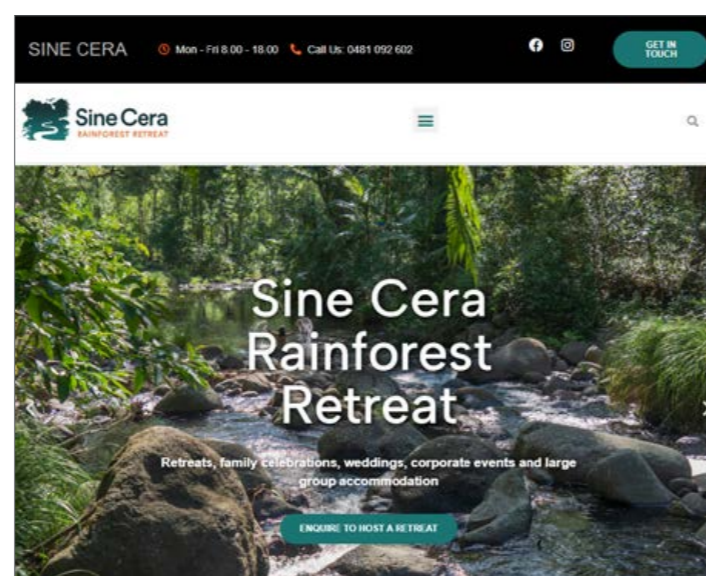 SINE CERA
Mon - Fri 8.00 - 18.00
Call Us: 0481 092 602
GET IN
TOUCH
Sine Cera
RAINFOREST RETREAT
Sine Cera
Rainforest
Retreat
Retreats, family celebrations, weddings, corporate events and large
group accommodation
ENQUIRE TO HOST A RETREAT